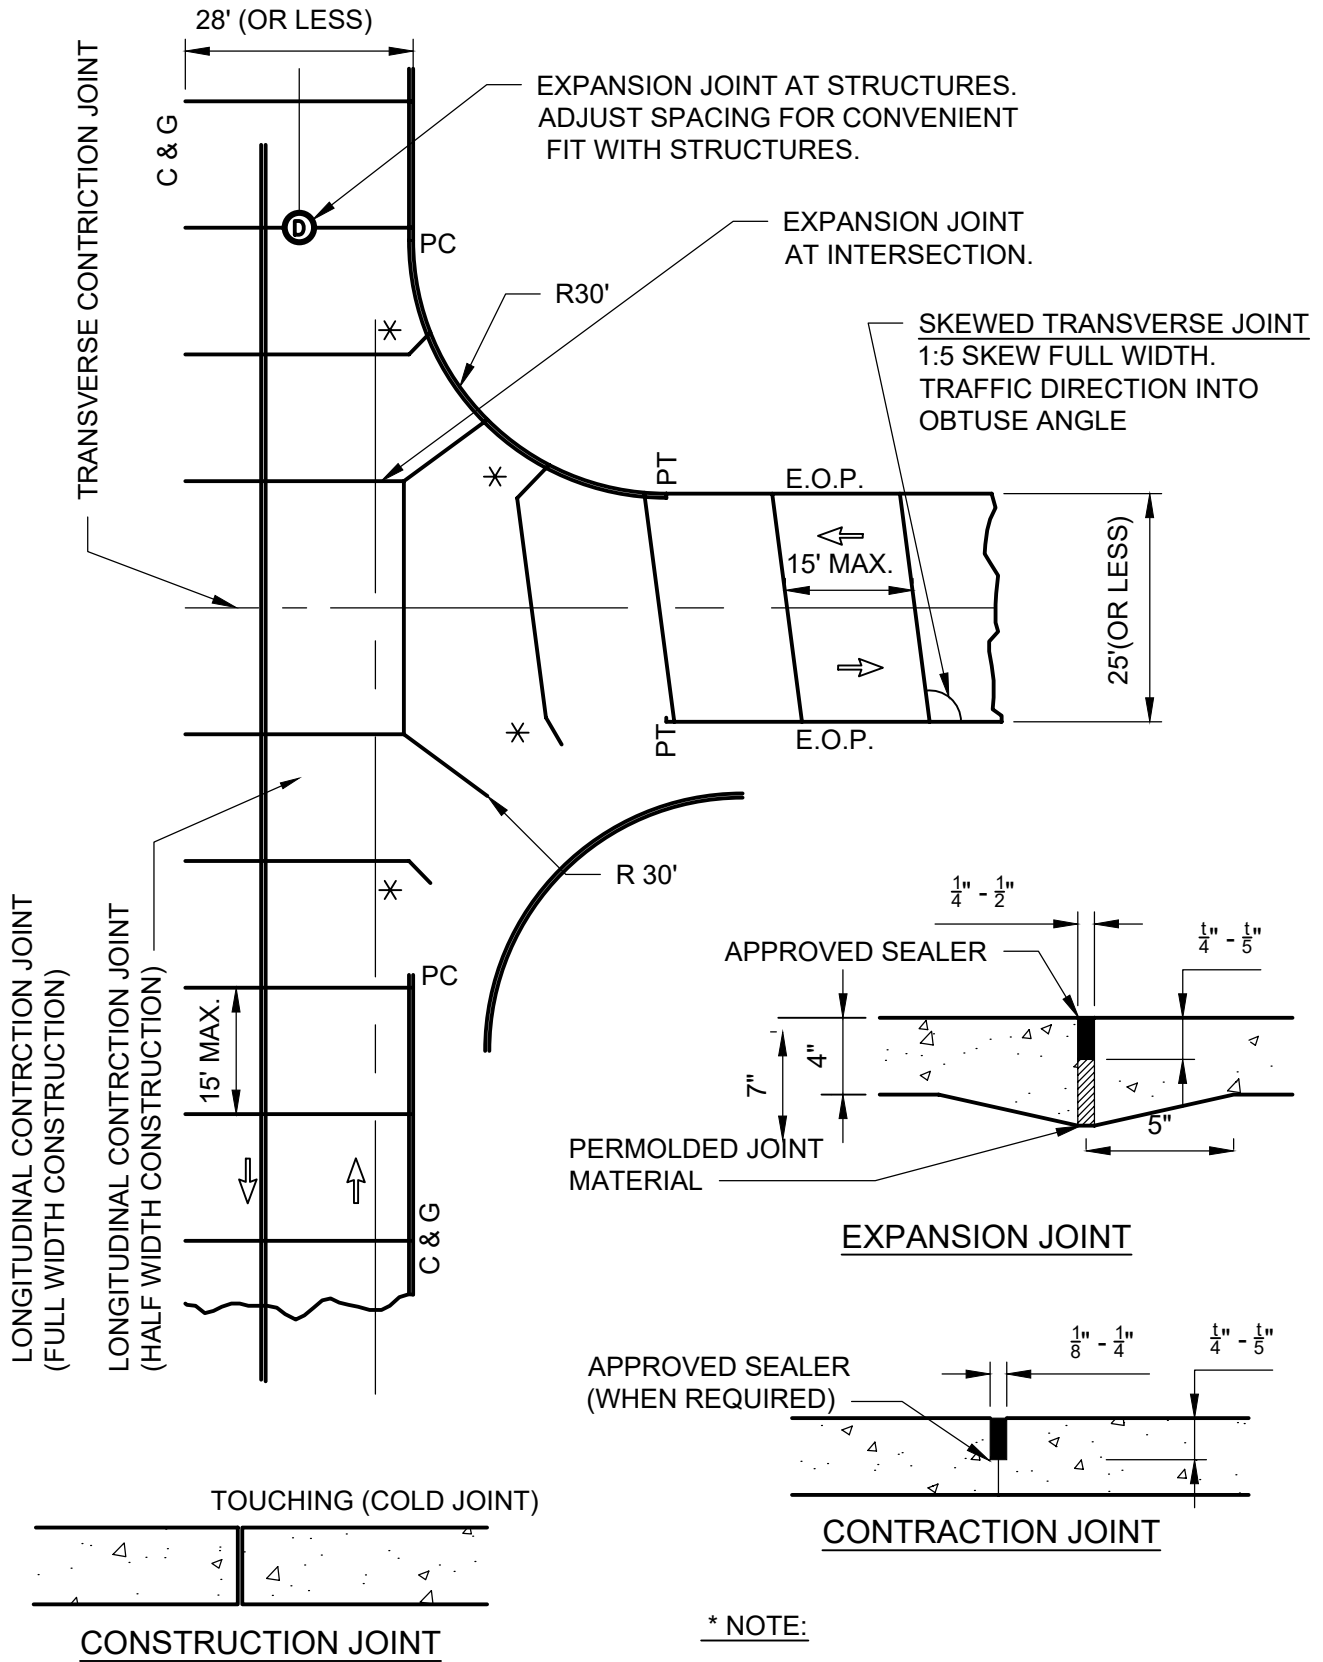 28' (OR LESS)
TRANSVERSE CONTRICTION JOINT
C & G
EXPANSION JOINT AT STRUCTURES.
ADJUST SPACING FOR CONVENIENT
FIT WITH STRUCTURES.
D
PC
EXPANSION JOINT
AT INTERSECTION.
R30'
*
SKEWED TRANSVERSE JOINT
1:5 SKEW FULL WIDTH.
TRAFFIC DIRECTION INTO
OBTUSE ANGLE
*
PT
E.O.P.
15' MAX.
25'(OR LESS)
*
PT
E.O.P.
R 30'
*
LONGITUDINAL CONTRCTION JOINT
(FULL WIDTH CONSTRUCTION)
LONGITUDINAL CONTRCTION JOINT
(HALF WIDTH CONSTRUCTION)
PC
15' MAX.
C & G
1/4" - 1/2"
t/4" - t/5"
APPROVED SEALER
7"
4"
5"
PERMOLDED JOINT
MATERIAL
EXPANSION JOINT
1/8" - 1/4"
t/4" - t/5"
APPROVED SEALER
(WHEN REQUIRED)
CONTRACTION JOINT
TOUCHING (COLD JOINT)
CONSTRUCTION JOINT
* NOTE: